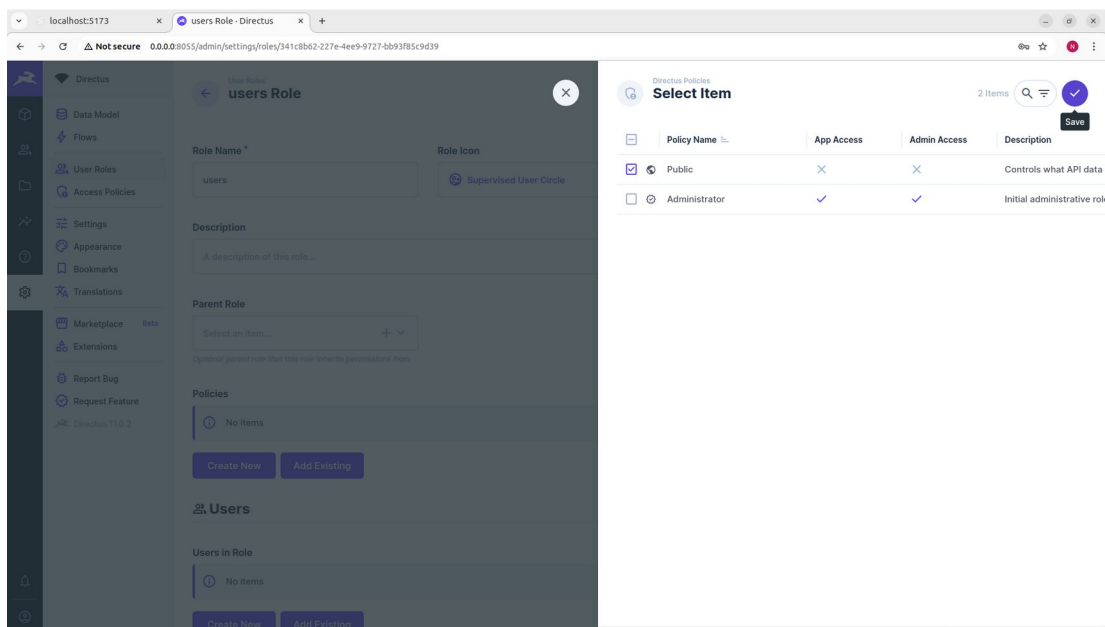 localhost:5173
users Role · Directus
Not secure 0.0.0.0:8055/admin/settings/roles/341c8b62-227e-4ee9-9727-bb93f85c9d39
N
Directus
Data Model
Flows
User Roles
Access Policies
Settings
Appearance
Bookmarks
Translations
Marketplace Beta
Extensions
Report Bug
Request Feature
Directus 11.0.2
User Roles
users Role
Role Name *
Role Icon
users
Supervised User Circle
Description
A description of this role...
Parent Role
Select an item...
Optional parent role that this role inherits permissions from
Policies
No items
Create New Add Existing
Users
Users in Role
No items
Create New Add Existing
Directus Policies
Select Item
2 Items
Save
Policy Name App Access Admin Access Description
Public Controls what API data
Administrator Initial administrative role